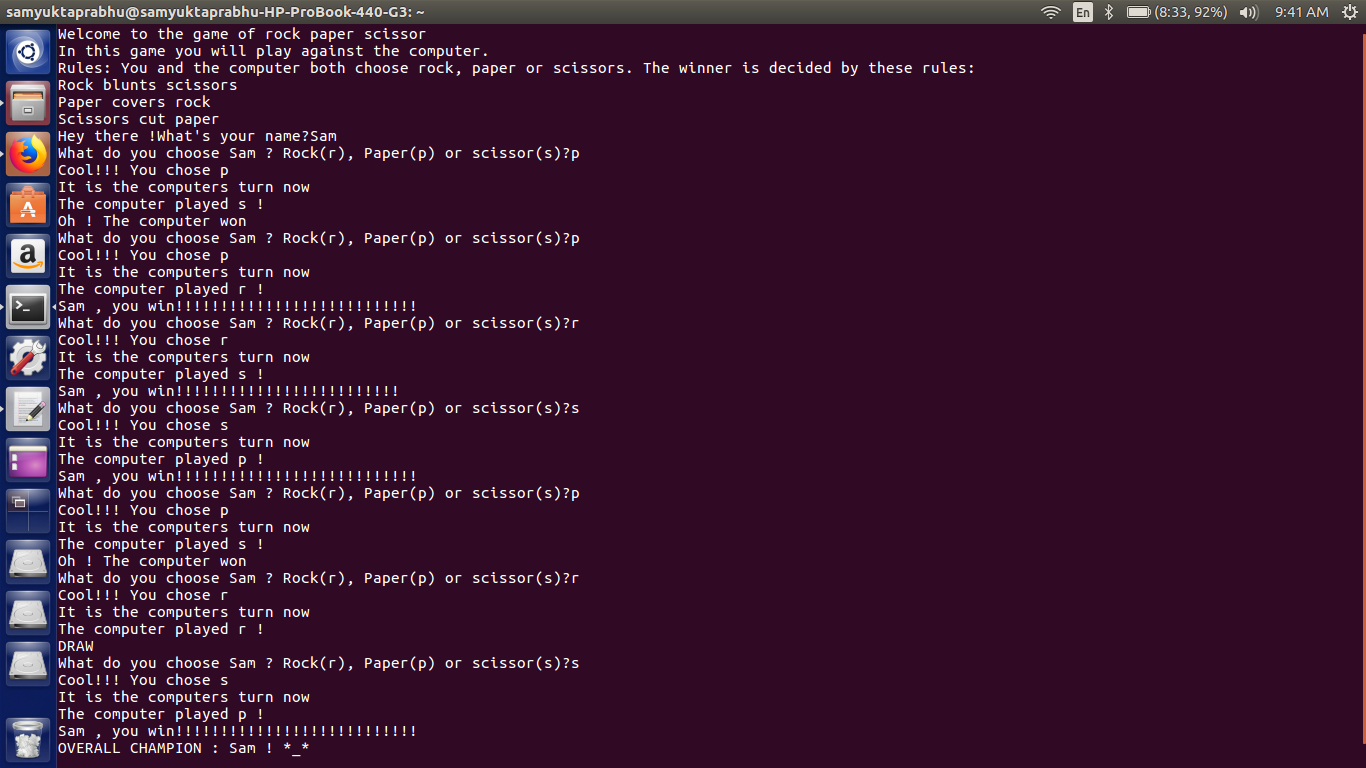 samyuktaprabhu@samyuktaprabhu-HP-ProBook-440-G3: ~ En (8:33, 92%) 9:41 AM
Welcome to the game of rock paper scissor
In this game you will play against the computer.
Rules: You and the computer both choose rock, paper or scissors. The winner is decided by these rules:
Rock blunts scissors
Paper covers rock
Scissors cut paper
Hey there !What's your name?Sam
What do you choose Sam ? Rock(r), Paper(p) or scissor(s)?p
Cool!!! You chose p
It is the computers turn now
The computer played s !
Oh ! The computer won
What do you choose Sam ? Rock(r), Paper(p) or scissor(s)?p
Cool!!! You chose p
It is the computers turn now
The computer played r !
Sam , you win!!!!!!!!!!!!!!!!!!!!!!!!!!!
What do you choose Sam ? Rock(r), Paper(p) or scissor(s)?r
Cool!!! You chose r
It is the computers turn now
The computer played s !
Sam , you win!!!!!!!!!!!!!!!!!!!!!!!!!
What do you choose Sam ? Rock(r), Paper(p) or scissor(s)?s
Cool!!! You chose s
It is the computers turn now
The computer played p !
Sam , you win!!!!!!!!!!!!!!!!!!!!!!!!!!!
What do you choose Sam ? Rock(r), Paper(p) or scissor(s)?p
Cool!!! You chose p
It is the computers turn now
The computer played s !
Oh ! The computer won
What do you choose Sam ? Rock(r), Paper(p) or scissor(s)?r
Cool!!! You chose r
It is the computers turn now
The computer played r !
DRAW
What do you choose Sam ? Rock(r), Paper(p) or scissor(s)?s
Cool!!! You chose s
It is the computers turn now
The computer played p !
Sam , you win!!!!!!!!!!!!!!!!!!!!!!!!!!!
OVERALL CHAMPION : Sam ! *_*